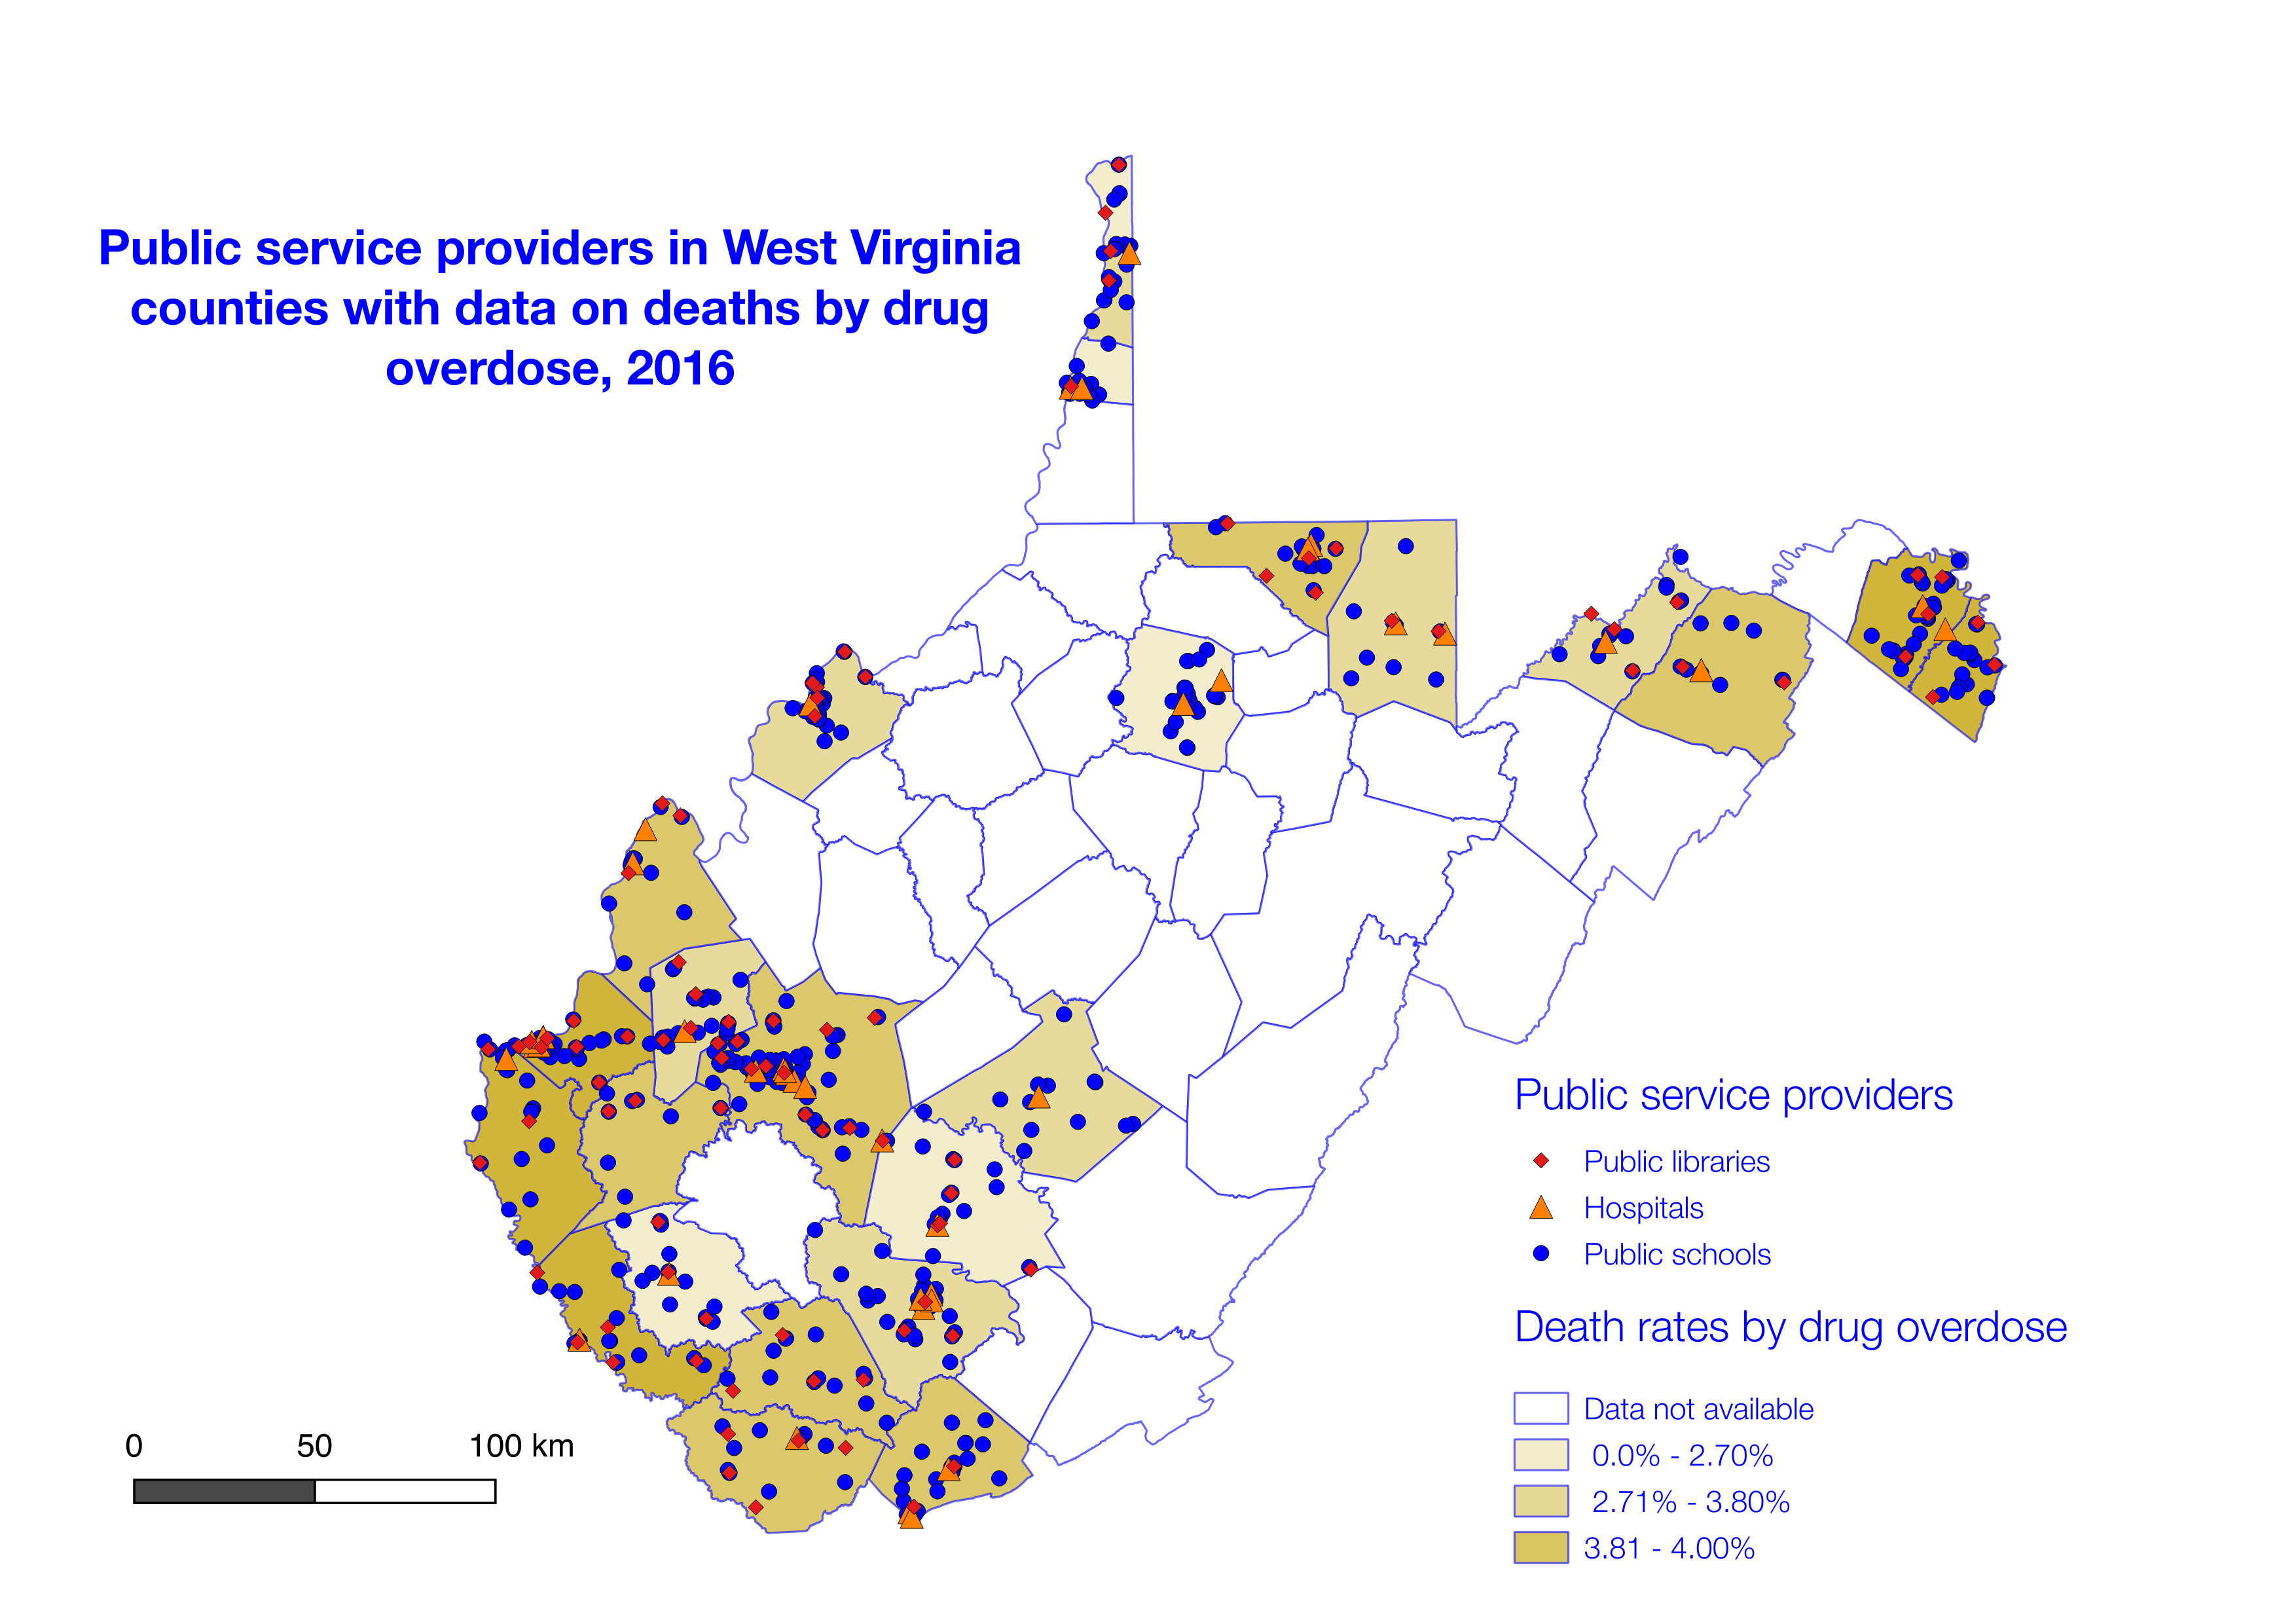 Public service providers in West Virginia
counties with data on deaths by drug
overdose, 2016
Public service providers
Public libraries
Hospitals
Public schools
Death rates by drug overdose
Data not available
0.0% - 2.70%
2.71% - 3.80%
3.81 - 4.00%
0 50 100 km